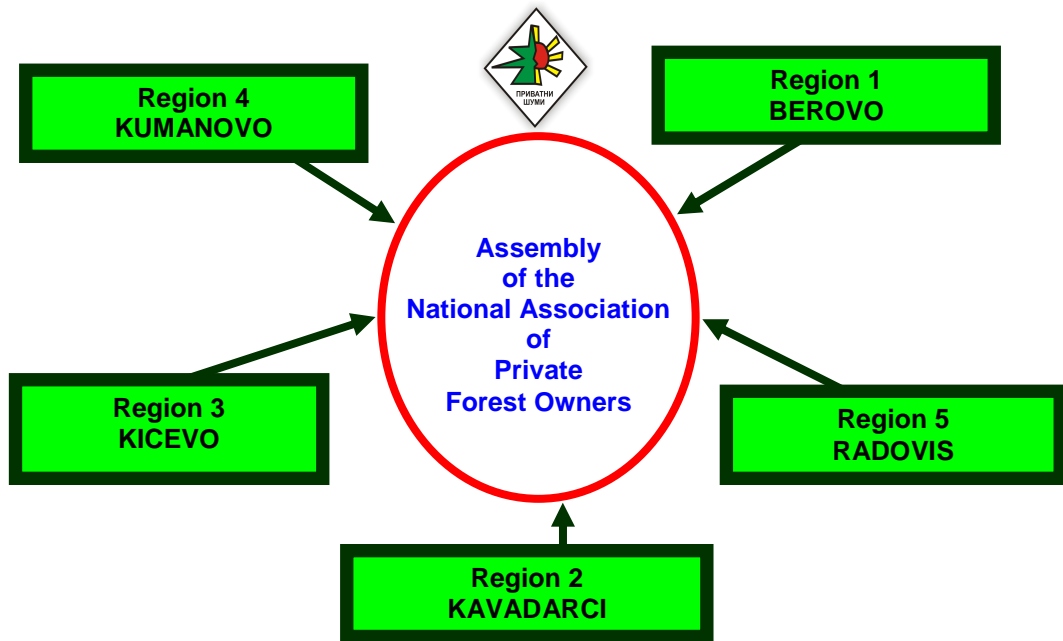 ПРИВАТНИ
ШУМИ
Region 4
KUMANOVO
Region 1
BEROVO
Assembly
of the
National Association
of
Private
Forest Owners
Region 3
KICEVO
Region 5
RADOVIS
Region 2
KAVADARCI